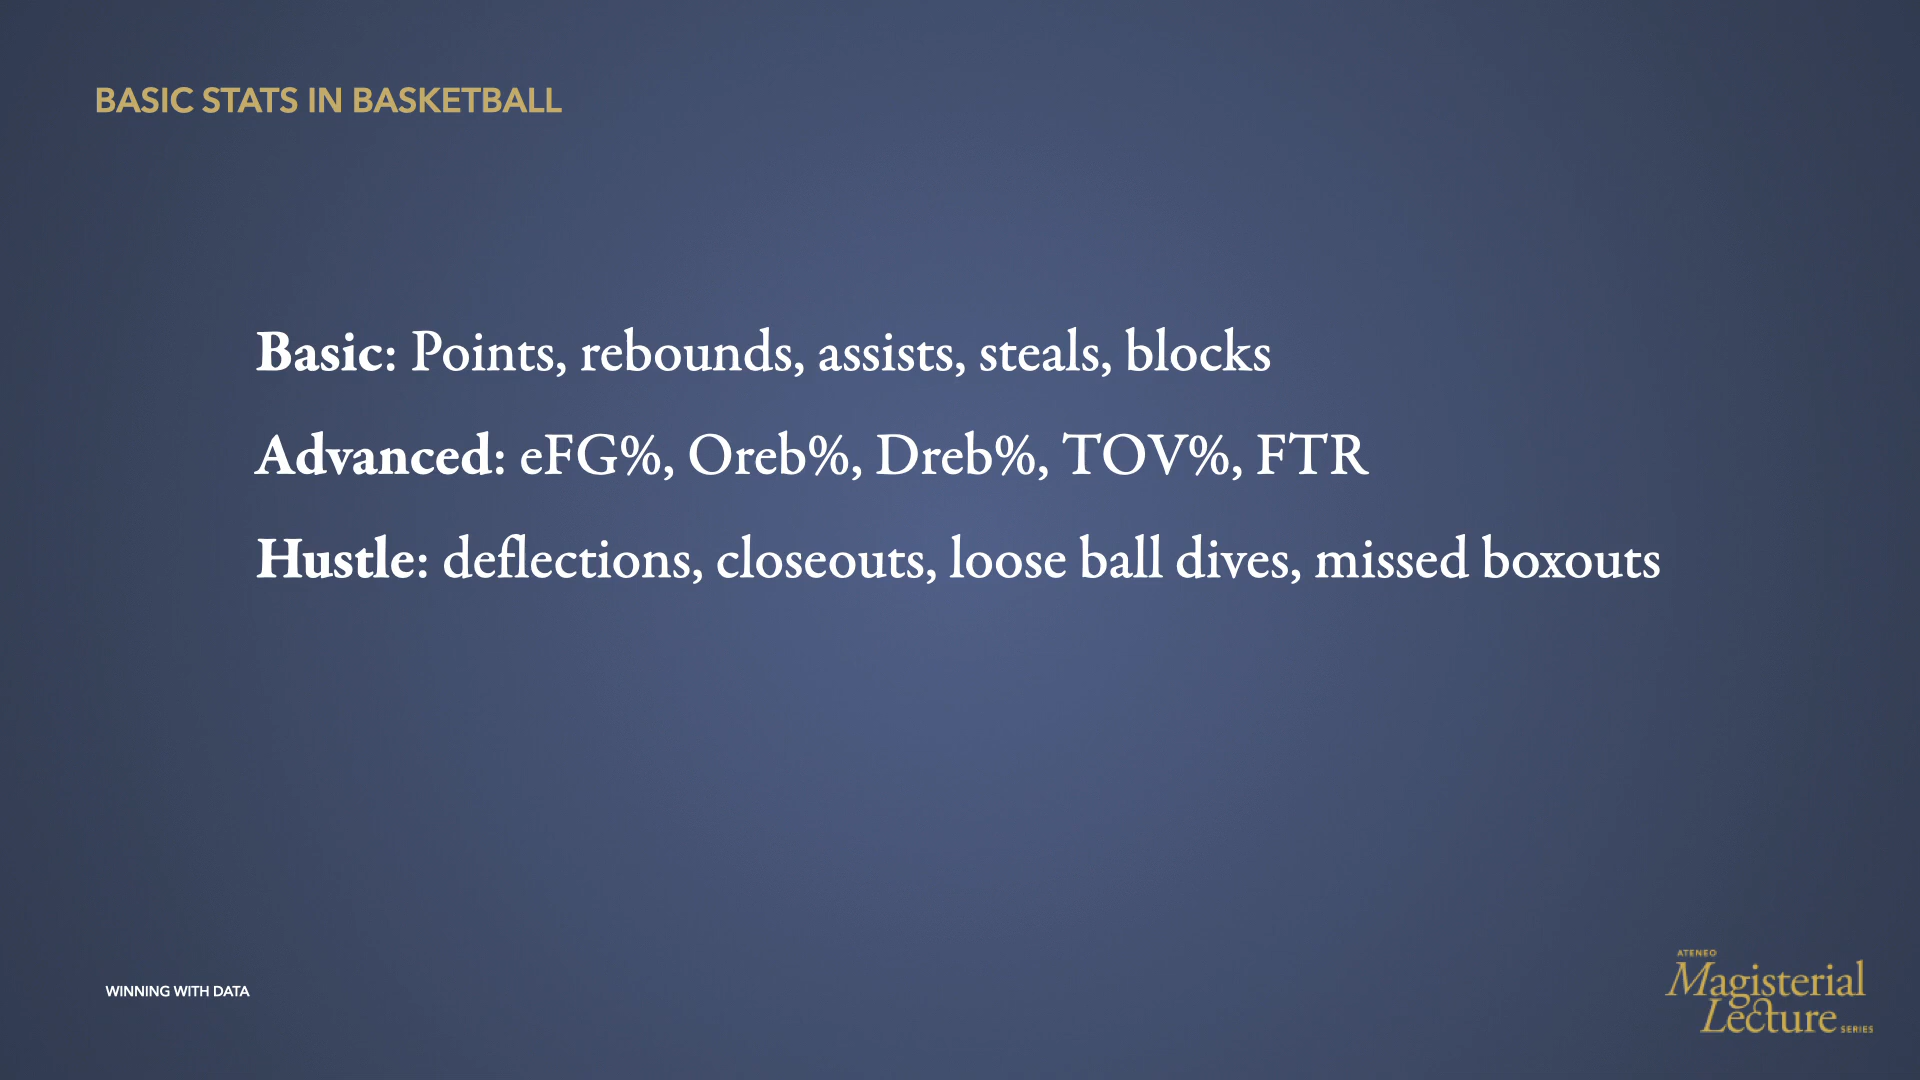 BASIC STATS IN BASKETBALL
Basic: Points, rebounds, assists, steals, blocks
Advanced: eFG%, Oreb%, Dreb%, TOV%, FTR
Hustle: deflections, closeouts, loose ball dives, missed boxouts
WINNING WITH DATA
ATENEO
Magisterial
Lecture SERIES